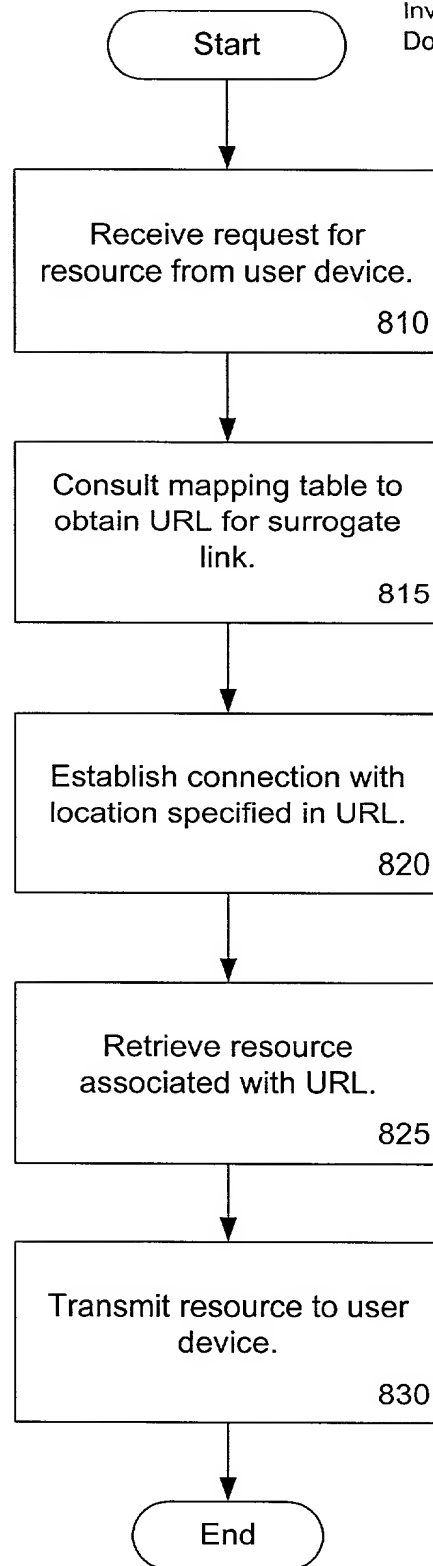 Start
Receive request for
resource from user device.
810
Consult mapping table to
obtain URL for surrogate
link.
815
Establish connection with
location specified in URL.
820
Retrieve resource
associated with URL.
825
Transmit resource to user
device.
830
End